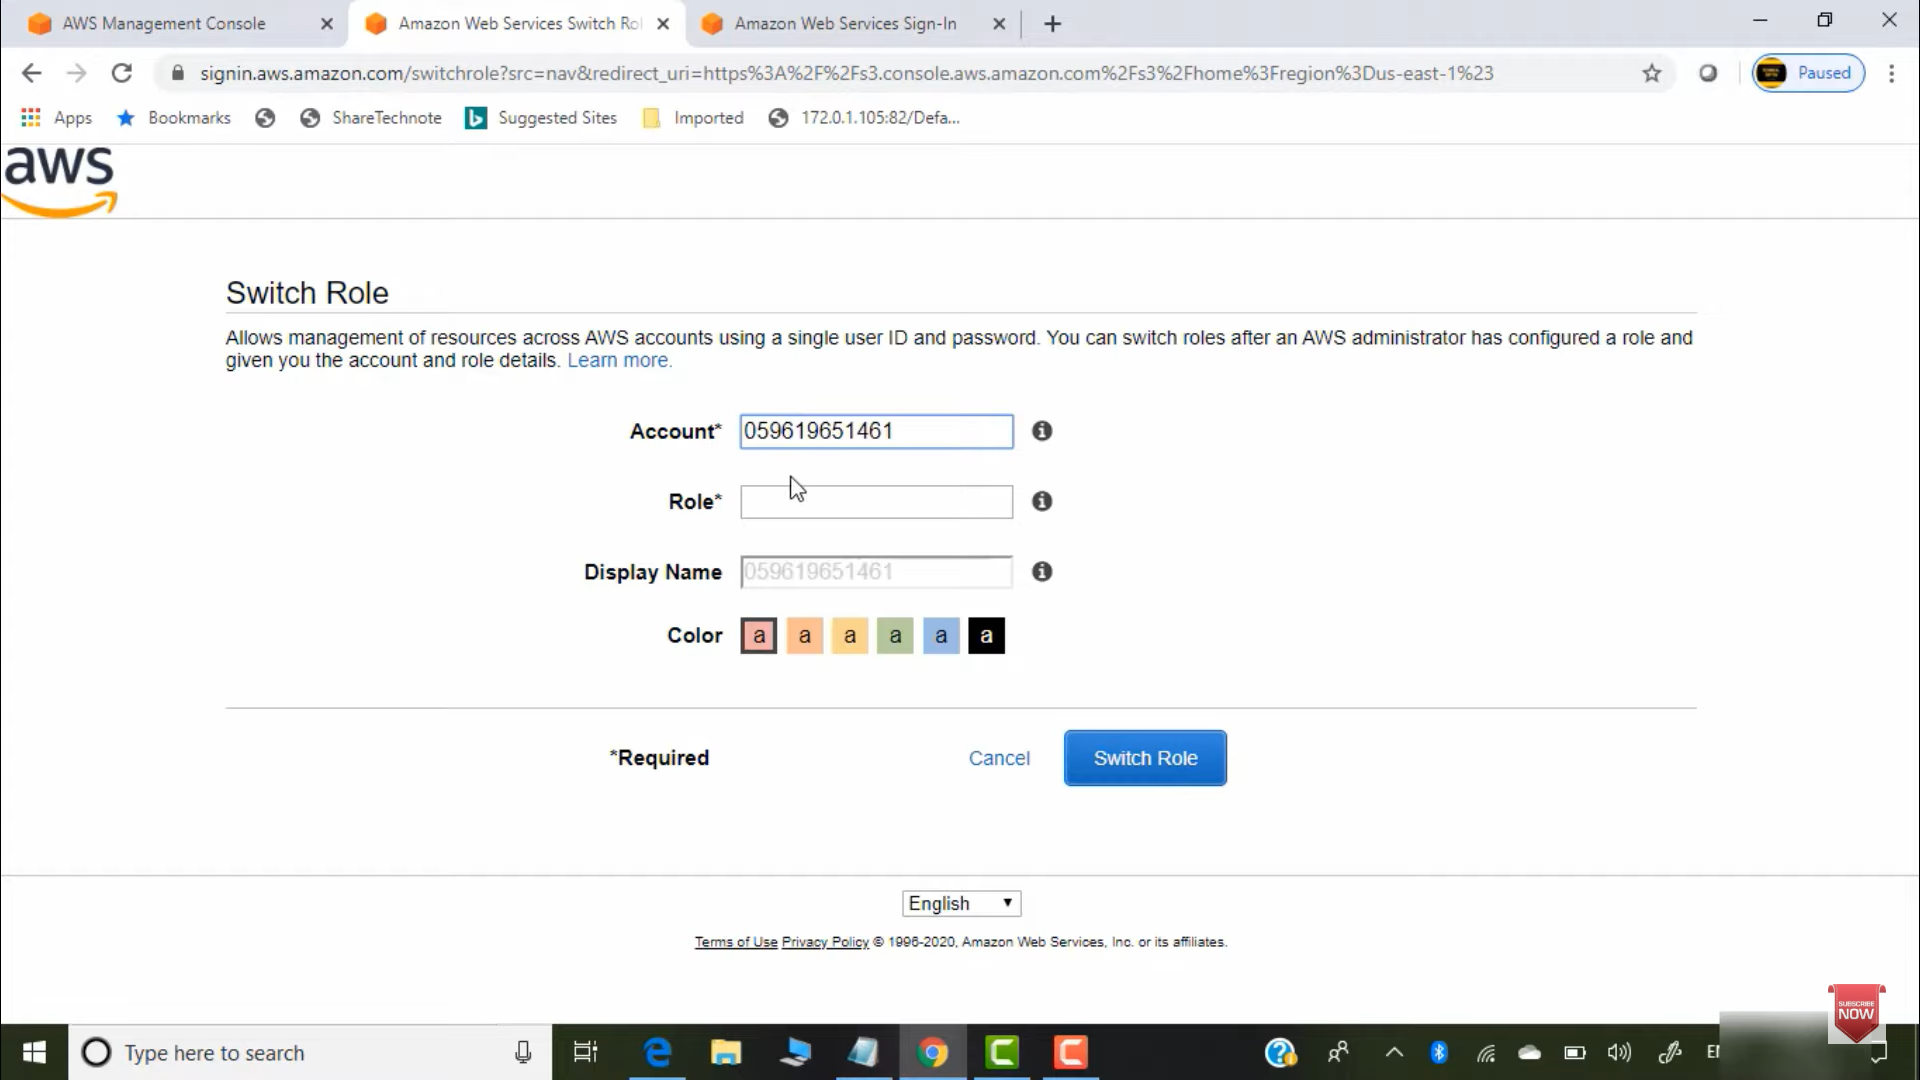 AWS Management Console
Amazon Web Services Switch Rol
Amazon Web Services Sign-In
signin.aws.amazon.com/switchrole?src=nav&redirect_uri=https%3A%2F%2Fs3.console.aws.amazon.com%2Fs3%2Fhome%3Fregion%3Dus-east-1%23
Paused
Apps
Bookmarks
ShareTechnote
Suggested Sites
Imported
172.0.1.105:82/Defa...
aws
Switch Role
Allows management of resources across AWS accounts using a single user ID and password. You can switch roles after an AWS administrator has configured a role and
given you the account and role details. Learn more.
Account* 059619651461
Role*
Display Name 059619651461
Color a a a a a a
*Required Cancel Switch Role
English
Terms of Use Privacy Policy © 1996-2020, Amazon Web Services, Inc. or its affiliates.
SUBSCRIBE
NOW
Type here to search